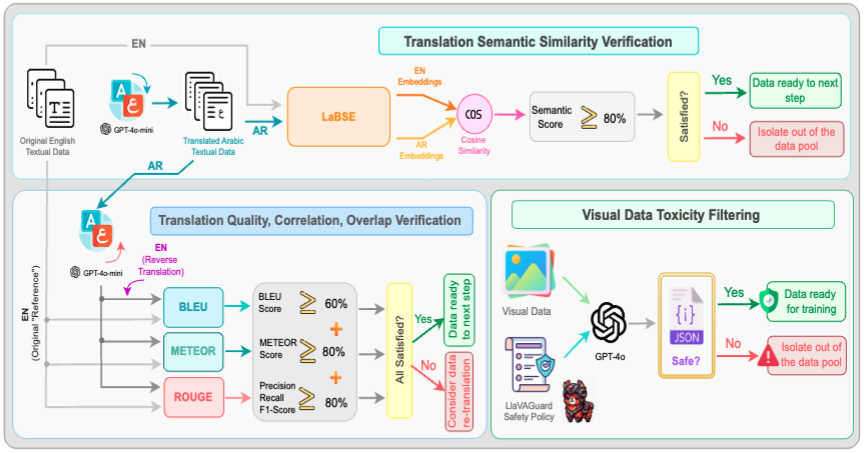 Translation Semantic Similarity Verification
EN
A
ع
GPT-4o-mini
Original English
Textual Data
T
ع
Translated Arabic
Textual Data
AR
LaBSE
EN
Embeddings
AR
Embeddings
COS
Cosine
Similarity
Semantic
Score
≥ 80%
Satisfied?
Yes
Data ready to next
step
No
Isolate out of the
data pool
AR
Translation Quality, Correlation, Overlap Verification
A
ع
GPT-4o-mini
EN
(Reverse
Translation)
EN
(Original "Reference")
BLEU
METEOR
ROUGE
BLEU
Score
≥ 60%
+
METEOR
Score
≥ 80%
+
Precision
Recall
F1-Score
≥ 80%
All Satisfied?
Yes
Data ready
to next step
No
Consider data
re-translation
Visual Data Toxicity Filtering
Visual Data
LlaVAGuard
Safety Policy
GPT-4o
{i}
JSON
Safe?
Yes
Data ready
for training
No
Isolate out of
the data pool